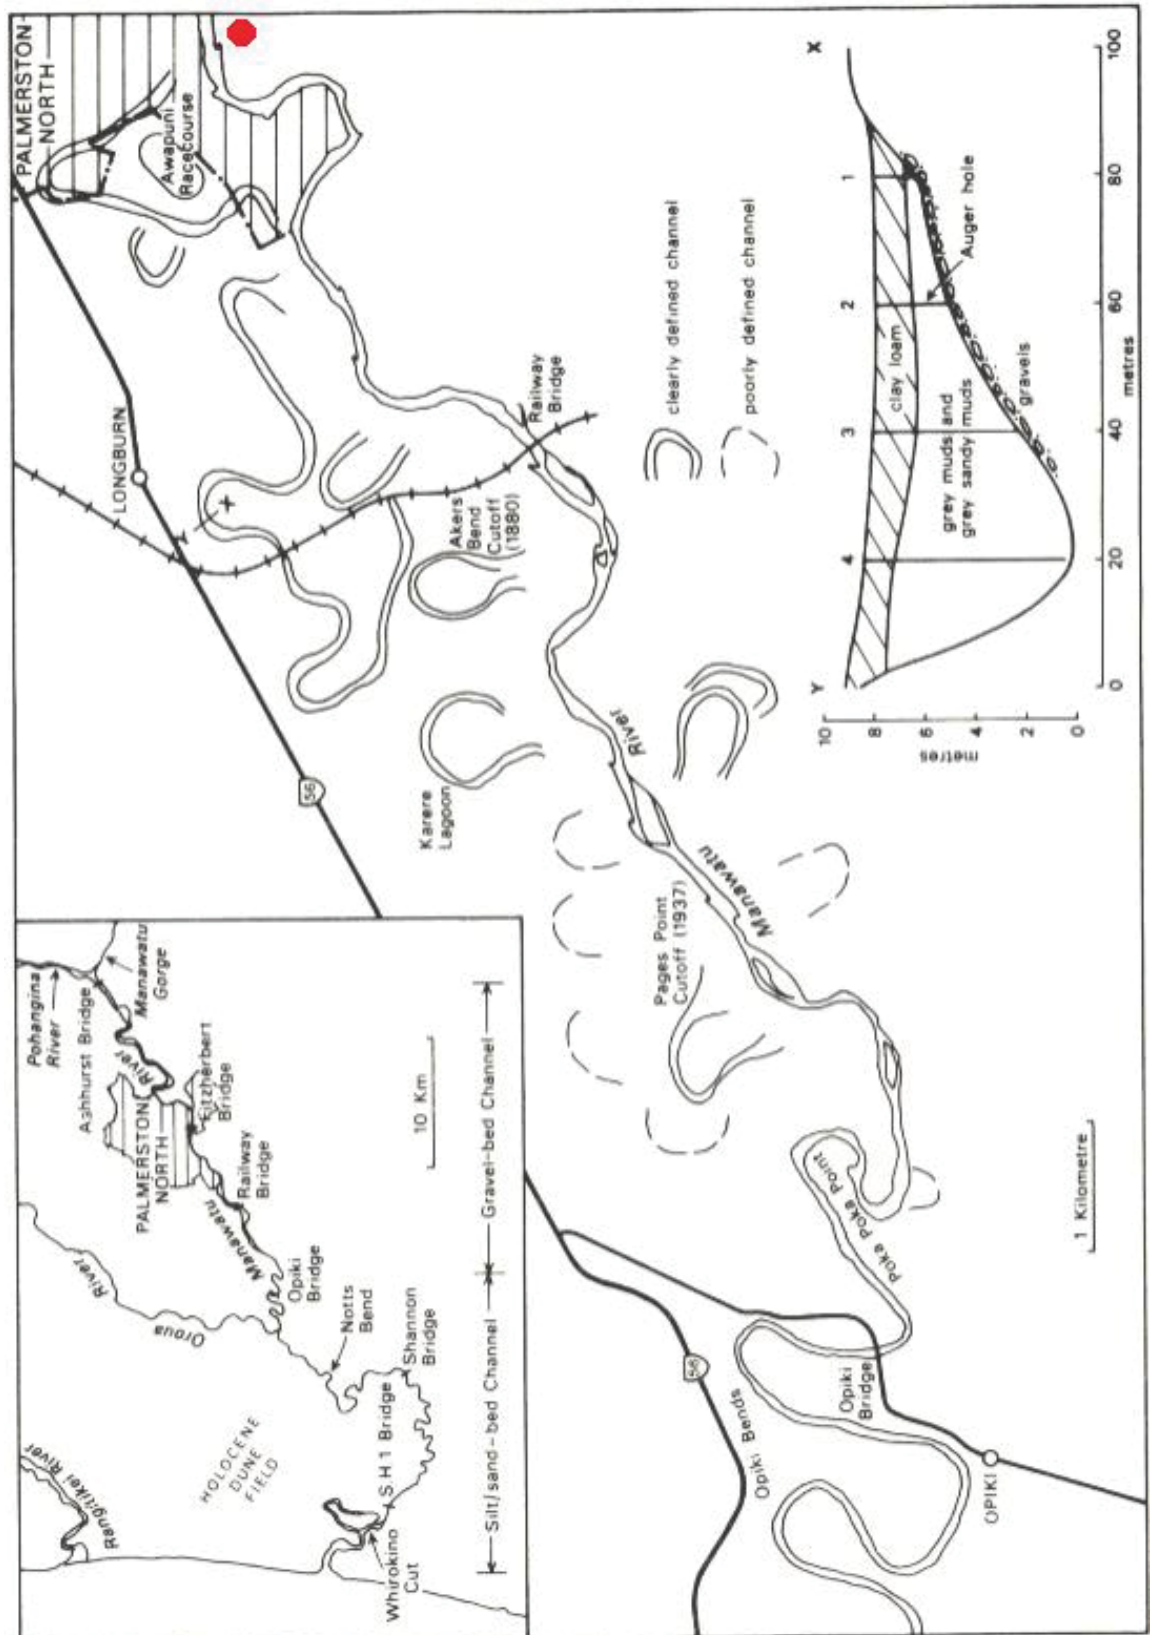 PALMERSTON
NORTH
Awapuni
Racecourse
LONGBURN
Y
X
Railway
Bridge
Akers
Bend
Cutoff
(1880)
Karere
Lagoon
56
River
Manawatu
Pages Point
Cutoff (1937)
Poka Poka Point
Opiki
Bridge
Opiki Bends
56
OPIKI
1 Kilometre
clearly defined channel
poorly defined channel
Y
X
4
3
2
1
clay loam
grey muds and
grey sandy muds
gravels
Auger hole
10
8
6
4
2
0
metres
0
20
40
60
80
100
metres
Pohangina
River
Manawatu
Gorge
Ashhurst Bridge
River
PALMERSTON
NORTH
Fitzherbert
Bridge
Railway
Bridge
Manawatu
Opiki
Bridge
Oroua
River
Notts
Bend
Shannon
Bridge
S.H 1 Bridge
Whirokino
Cut
HOLOCENE
DUNE
FIELD
Rangitikei River
10 Km
Silt/sand-bed Channel
Gravel-bed Channel